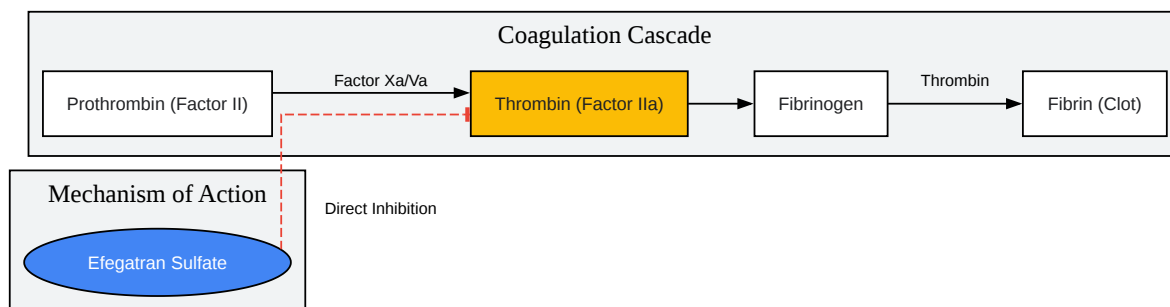 Coagulation Cascade
Prothrombin (Factor II)
Factor Xa/Va
Thrombin (Factor IIa)
Fibrinogen
Thrombin
Fibrin (Clot)
Mechanism of Action
Direct Inhibition
Efegatran Sulfate